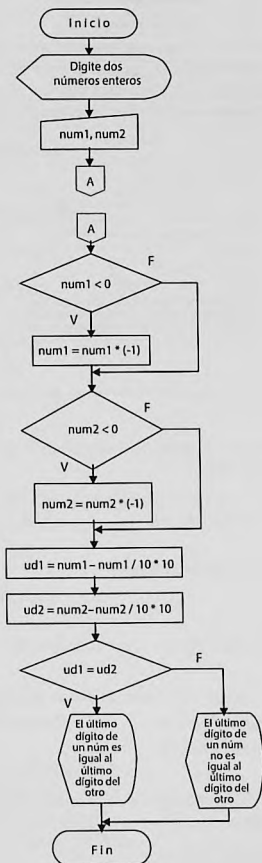 Inicio
Digite dos
números enteros
num1, num2
A
A
F
num1 < 0
V
num1 = num1 * (-1)
F
num2 < 0
V
num2 = num2 * (-1)
ud1 = num1 – num1 / 10 * 10
ud2 = num2–num2 / 10 * 10
ud1 = ud2
F
V
El último
dígito de
un núm es
igual al
último
dígito del
otro
El último
dígito de
un núm
no es
igual al
último
dígito del
otro
Fin